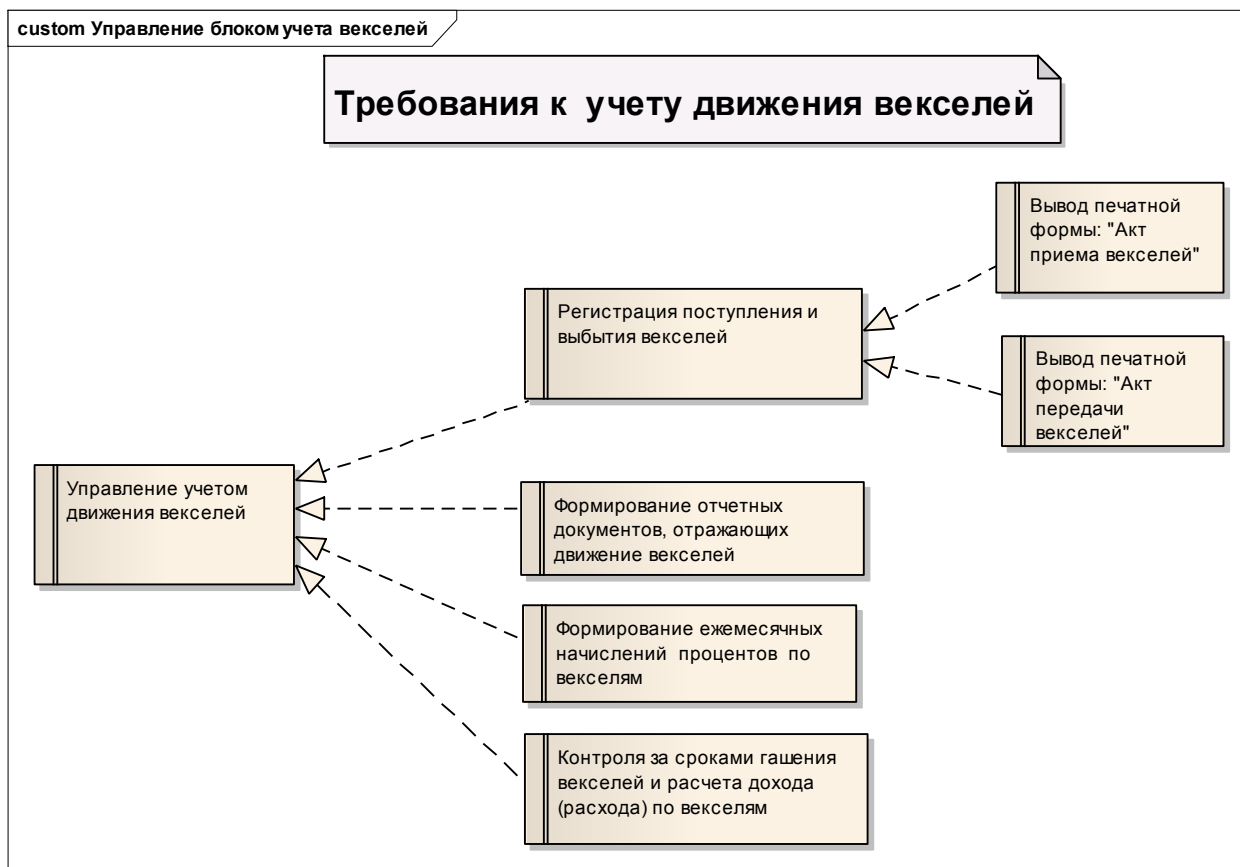 custom Управление блоком учета векселей
Требования к учету движения векселей
Вывод печатной
формы: "Акт
приема векселей"
Регистрация поступления и
выбытия векселей
Вывод печатной
формы: "Акт
передачи
векселей"
Управление учетом
движения векселей
Формирование отчетных
документов, отражающих
движение векселей
Формирование ежемесячных
начислений процентов по
векселям
Контроля за сроками гашения
векселей и расчета дохода
(расхода) по векселям